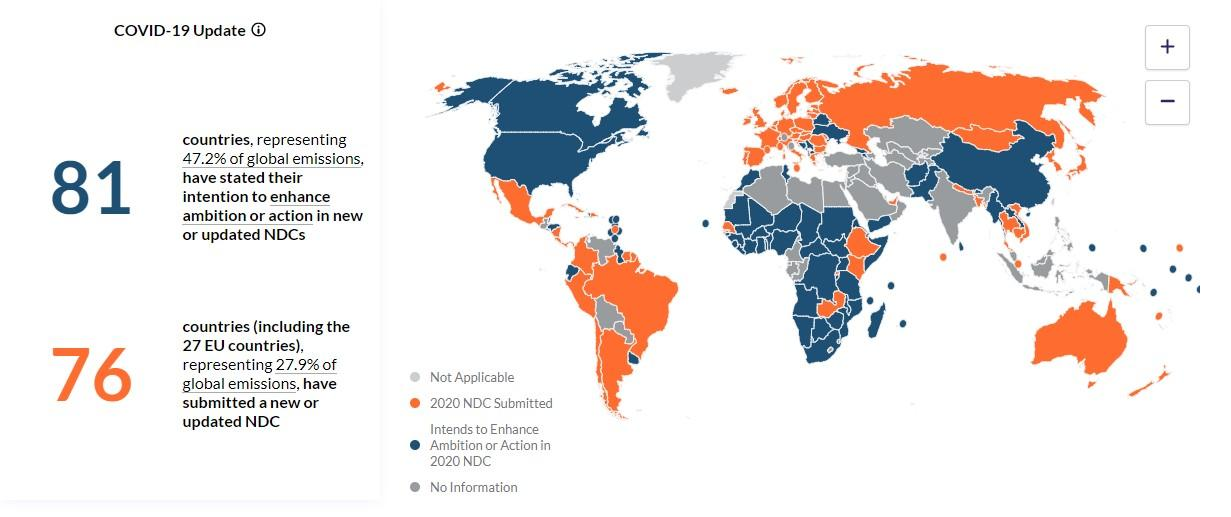 COVID-19 Update
81
countries, representing
47.2% of global emissions,
have stated their
intention to enhance
ambition or action in new
or updated NDCs
76
countries (including the
27 EU countries),
representing 27.9% of
global emissions, have
submitted a new or
updated NDC
+
−
Not Applicable
2020 NDC Submitted
Intends to Enhance
Ambition or Action in
2020 NDC
No Information